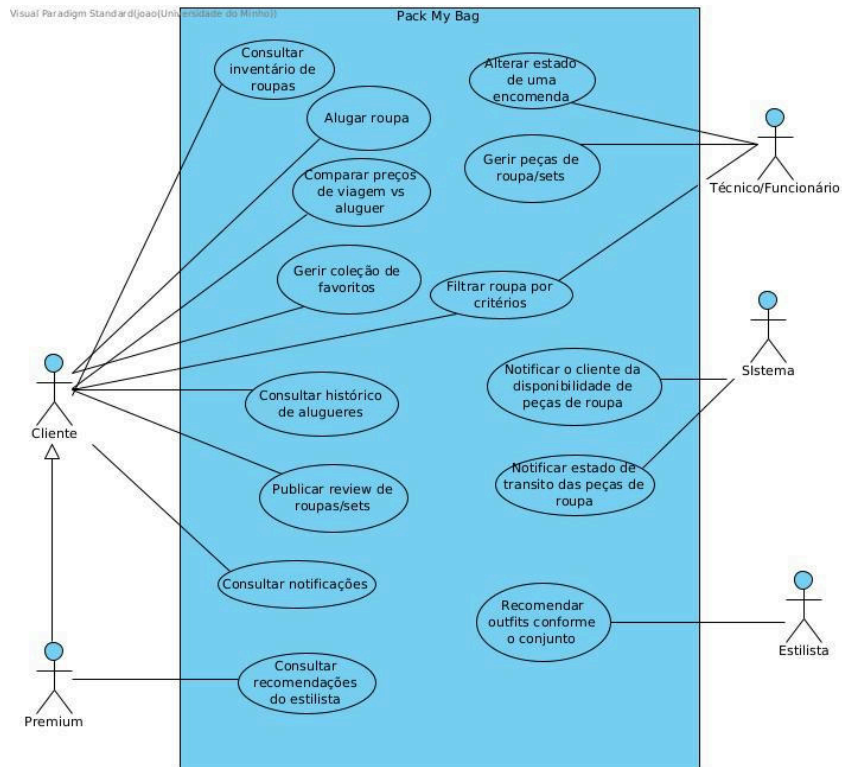 Visual Paradigm Standard(joao(Universidade do Minho))
Pack My Bag
Consultar
inventário de
roupas
Alterar estado
de uma
encomenda
Alugar roupa
Gerir peças de
roupa/sets
Técnico/Funcionário
Comparar preços
de viagem vs
aluguer
Gerir coleção de
favoritos
Filtrar roupa por
critérios
SIstema
Notificar o cliente da
disponibilidade de
peças de roupa
Cliente
Consultar histórico
de alugueres
Notificar estado de
transito das peças de
roupa
Publicar review de
roupas/sets
Consultar notificações
Recomendar
outfits conforme
o conjunto
Estilista
Consultar
recomendações
do estilista
Premium